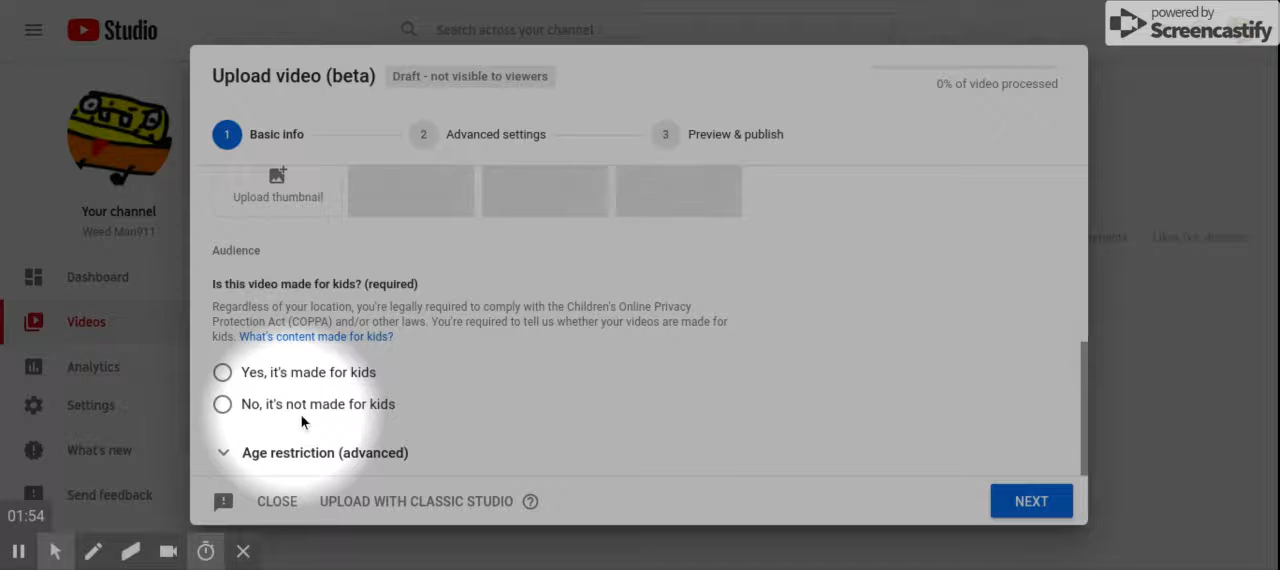 powered by
Screencastify
Studio
Search across your channel
Upload video (beta)
Draft - not visible to viewers
0% of video processed
1 Basic info
2 Advanced settings
3 Preview & publish
Upload thumbnail
Your channel
Weed Man911
Dashboard
Videos
Analytics
Settings
What's new
Send feedback
Audience
Is this video made for kids? (required)
Regardless of your location, you're legally required to comply with the Children's Online Privacy
Protection Act (COPPA) and/or other laws. You're required to tell us whether your videos are made for
kids. What's content made for kids?
Yes, it's made for kids
No, it's not made for kids
Age restriction (advanced)
CLOSE
UPLOAD WITH CLASSIC STUDIO
NEXT
01:54